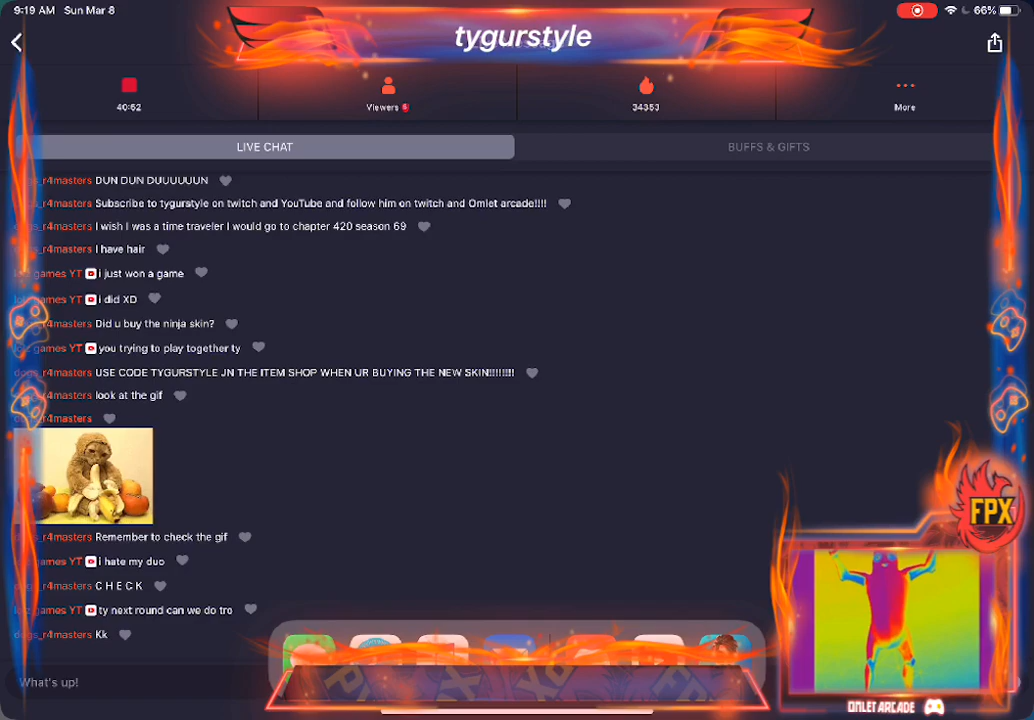 9:19 AM Sun Mar 8
66%
tygurstyle
40:52
Viewers
34353
More
LIVE CHAT
BUFFS & GIFTS
r4masters DUN DUN DUUUUUUN
r4masters Subscribe to tygurstyle on twitch and YouTube and follow him on twitch and Omlet arcade!!!!
r4masters I wish I was a time traveler I would go to chapter 420 season 69
r4masters I have hair
games YT i just won a game
games YT i did XD
r4masters Did u buy the ninja skin?
games YT you trying to play together ty
r4masters USE CODE TYGURSTYLE JN THE ITEM SHOP WHEN UR BUYING THE NEW SKIN!!!!!!!!!
r4masters look at the gif
r4masters
r4masters Remember to check the gif
games YT i hate my duo
r4masters C H E C K
games YT ty next round can we do tro
r4masters Kk
What's up!
FPX
FPX
OMLET ARCADE